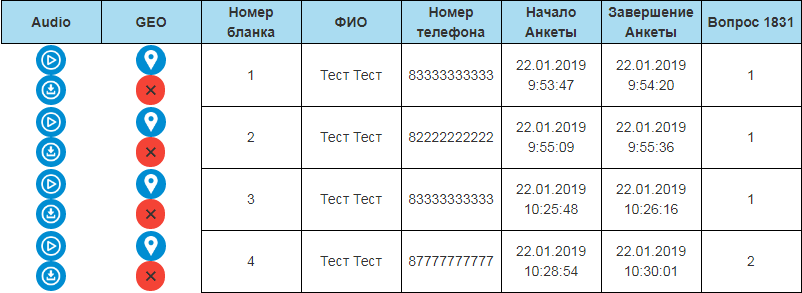 Audio GEO Номер бланка ФИО Номер телефона Начало Анкеты Завершение Анкеты Вопрос 1831
1 Тест Тест 83333333333 22.01.2019 9:53:47 22.01.2019 9:54:20 1
2 Тест Тест 82222222222 22.01.2019 9:55:09 22.01.2019 9:55:36 1
3 Тест Тест 83333333333 22.01.2019 10:25:48 22.01.2019 10:26:16 1
4 Тест Тест 87777777777 22.01.2019 10:28:54 22.01.2019 10:30:01 2